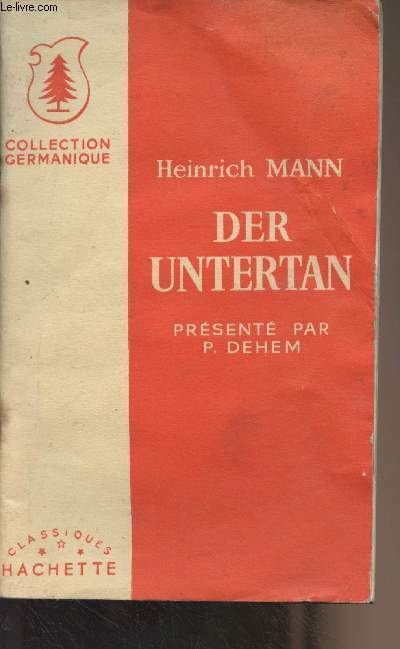 Le-livre.com
COLLECTION
GERMANIQUE
Heinrich MANN
DER
UNTERTAN
PRÉSENTÉ PAR
P. DEHEM
CLASSIQUES
HACHETTE